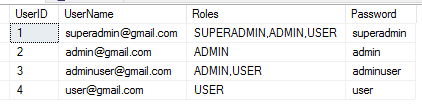 UserID UserName Roles Password
1 superadmin@gmail.com SUPERADMIN,ADMIN,USER superadmin
2 admin@gmail.com ADMIN admin
3 adminuser@gmail.com ADMIN,USER adminuser
4 user@gmail.com USER user